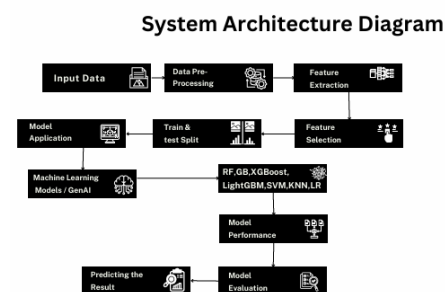 System Architecture Diagram
Input Data
Data Pre-
Processing
Feature
Extraction
Model
Application
Train &
test Split
Feature
Selection
Machine Learning
Models / GenAI
RF,GB,XGBoost,
LightGBM,SVM,KNN,LR
Model
Performance
Predicting the
Result
Model
Evaluation